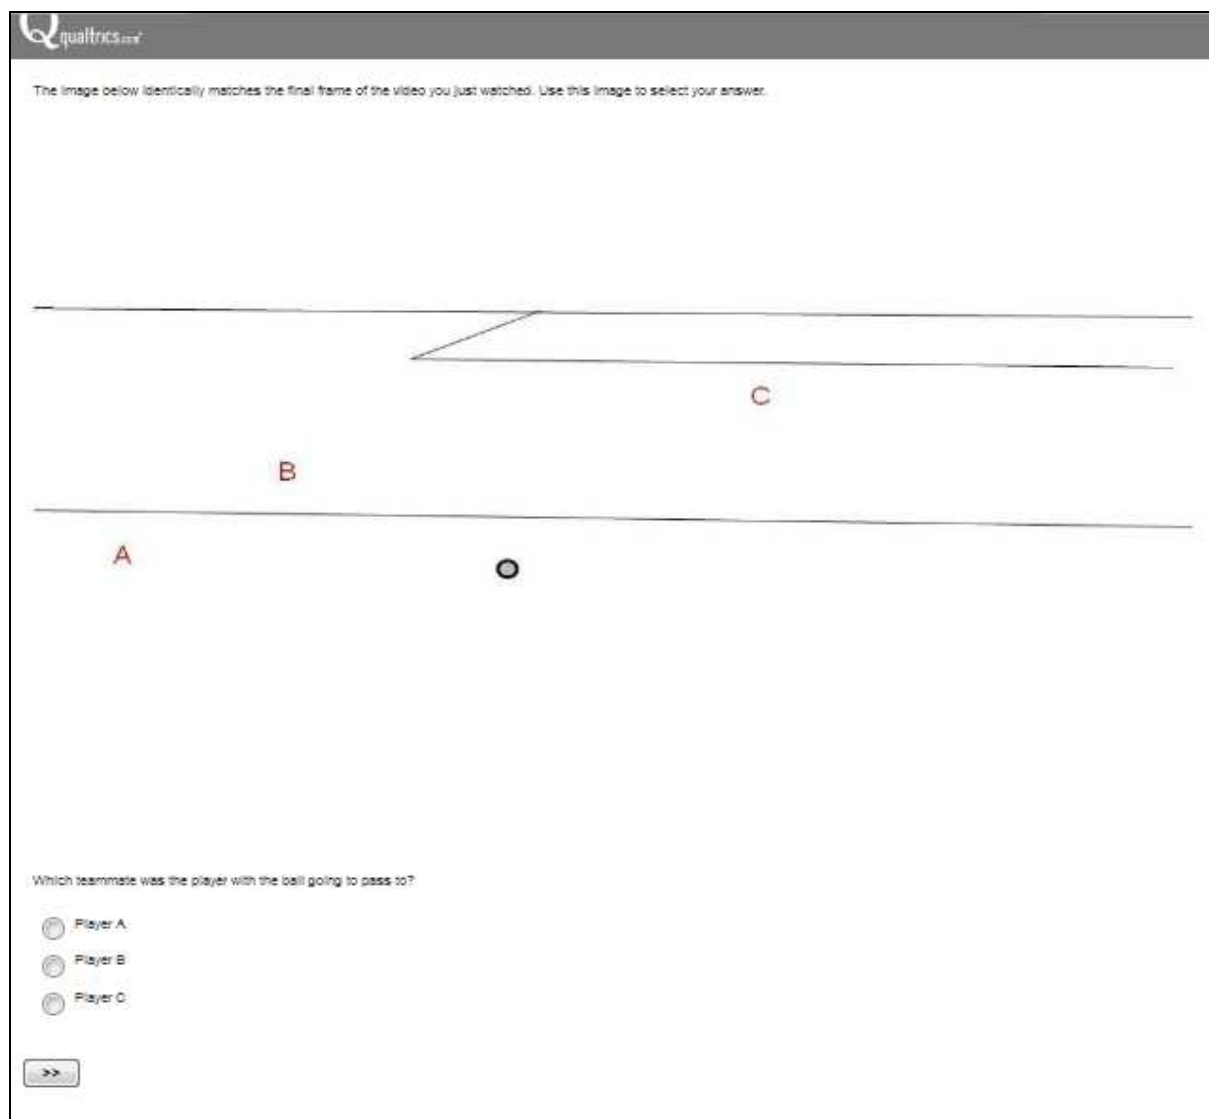 qualtrics.com
The image below identically matches the final frame of the video you just watched. Use this image to select your answer.
C
B
A
Which teammate was the player with the ball going to pass to?
Player A
Player B
Player C
>>